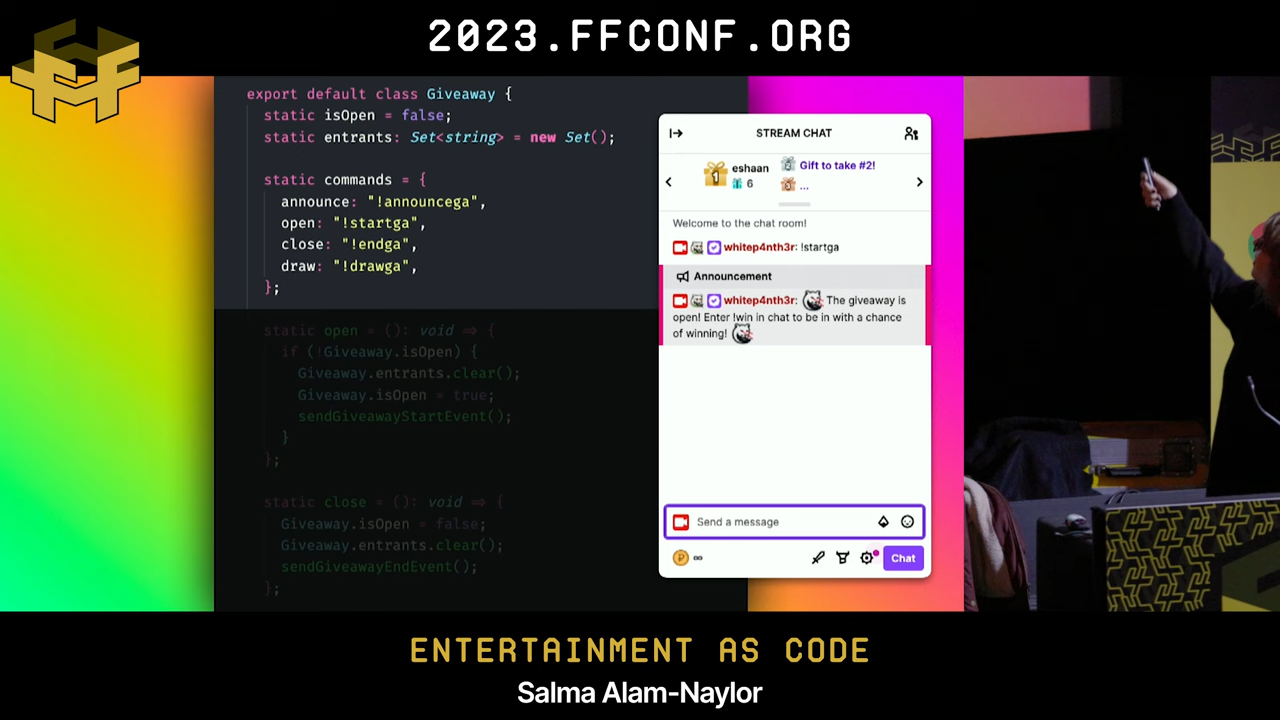 2023.FFCONF.ORG
export default class Giveaway {
static isOpen = false;
static entrants: Set<string> = new Set();
static commands = {
announce: "!announcega",
open: "!startga",
close: "!endga",
draw: "!drawga",
};
static open = (): void => {
if (!Giveaway.isOpen) {
Giveaway.entrants.clear();
Giveaway.isOpen = true;
sendGiveawayStartEvent();
}
};
static close = (): void => {
Giveaway.isOpen = false;
Giveaway.entrants.clear();
sendGiveawayEndEvent();
};
STREAM CHAT
1
eshaan
6
2
Gift to take #2!
3
...
Welcome to the chat room!
whitep4nth3r: !startga
Announcement
whitep4nth3r: The giveaway is
open! Enter !win in chat to be in with a chance
of winning!
Send a message
∞
Chat
ENTERTAINMENT AS CODE
Salma Alam-Naylor